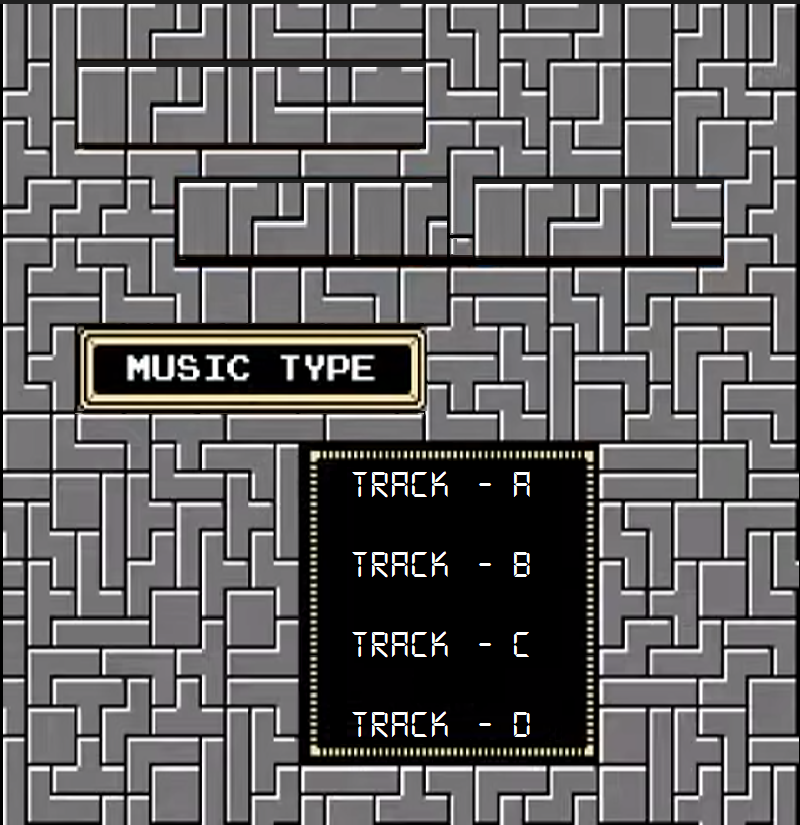 MUSIC TYPE
TRACK - A
TRACK - B
TRACK - C
TRACK - D